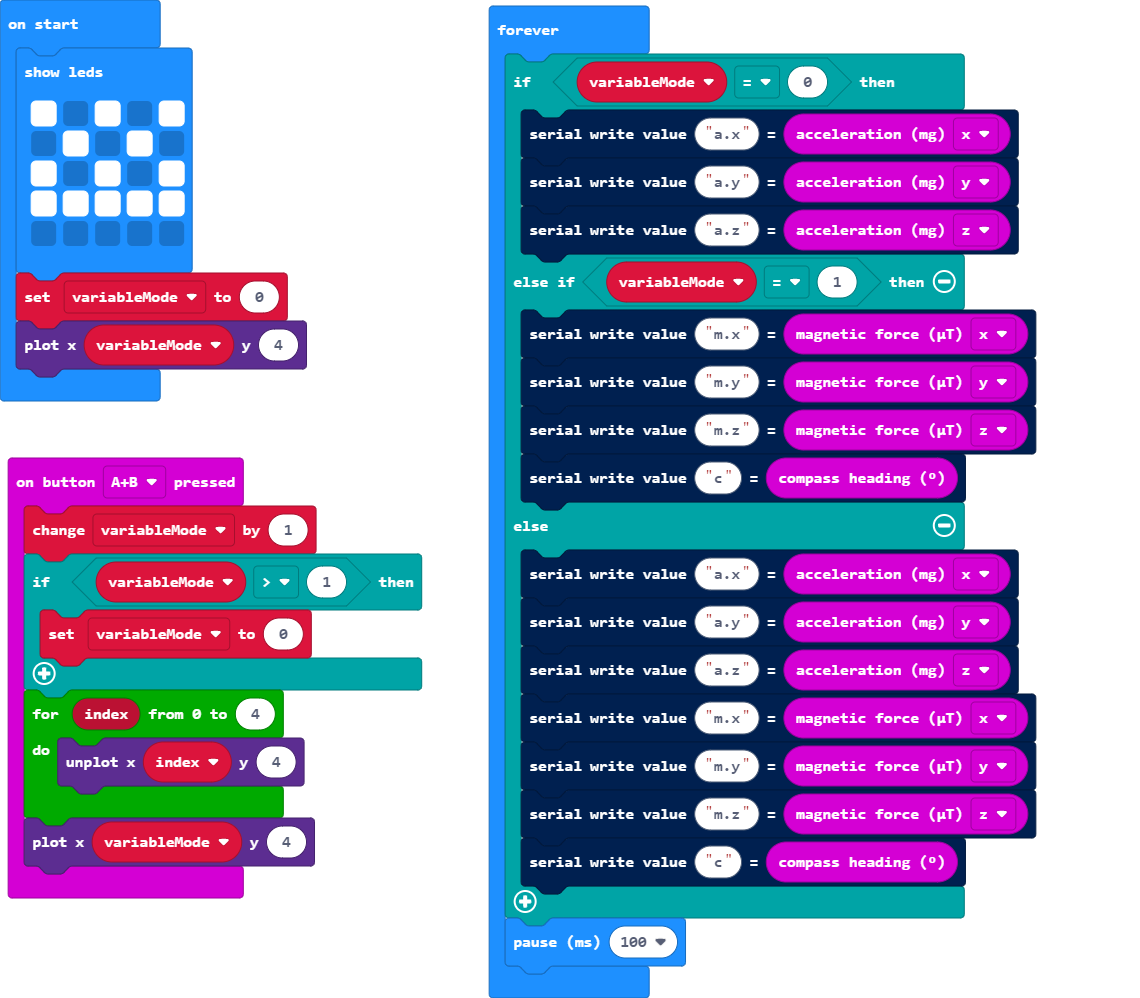 on start
show leds
set variableMode to 0
plot x variableMode y 4
on button A+B pressed
change variableMode by 1
if variableMode > 1 then
set variableMode to 0
for index from 0 to 4
do
unplot x index y 4
plot x variableMode y 4
forever
if variableMode = 0 then
serial write value "a.x" = acceleration (mg) x
serial write value "a.y" = acceleration (mg) y
serial write value "a.z" = acceleration (mg) z
else if variableMode = 1 then
serial write value "m.x" = magnetic force (µT) x
serial write value "m.y" = magnetic force (µT) y
serial write value "m.z" = magnetic force (µT) z
serial write value "c" = compass heading (º)
else
serial write value "a.x" = acceleration (mg) x
serial write value "a.y" = acceleration (mg) y
serial write value "a.z" = acceleration (mg) z
serial write value "m.x" = magnetic force (µT) x
serial write value "m.y" = magnetic force (µT) y
serial write value "m.z" = magnetic force (µT) z
serial write value "c" = compass heading (º)
pause (ms) 100